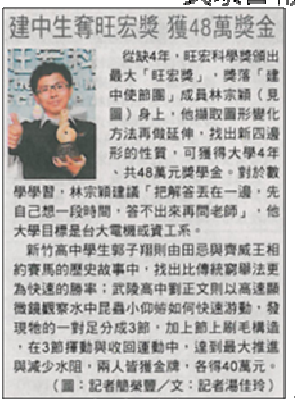 建中生奪旺宏獎 獲48萬獎金
從缺4年，旺宏科學獎頒出
最大「旺宏獎」，獎落「建
中使節團」成員林宗穎（見
圖）身上，他擷取圖形變化
方法再做延伸，找出新四邊
形的性質，可獲得大學4年
、共48萬元獎學金。對於數
學學習，林宗穎建議「把解答丟在一邊，先
自己想一段時間，答不出來再問老師」，他
大學目標是台大電機或資工系。
新竹高中學生郭子翔則由田忌與齊威王相
約賽馬的歷史故事中，找出比傳統窮舉法更
為快速的勝率；武陵高中劉正文則以高速顯
微鏡觀察水中昆蟲小仰蝽如何快速游動，發
現牠的一對足分成3節，加上節上刷毛構造
，在3節揮動與收回運動中，達到最大推進
與減少水阻，兩人皆獲金牌，各得40萬元。
（圖：記者簡榮豐／文：記者湯佳玲）